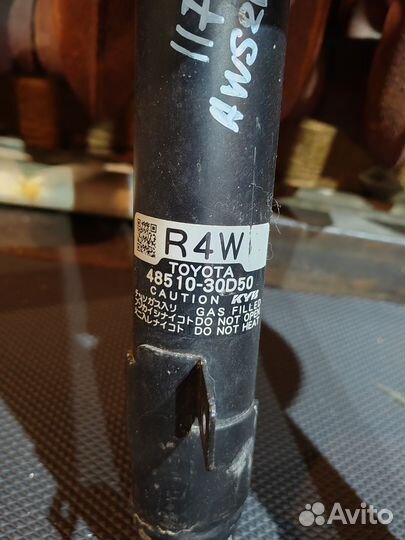 117
AWS2
R4W
TOYOTA
48510-30D50
CAUTION KYB
GAS FILLED
DO NOT OPEN
DO NOT HEAT
Avito